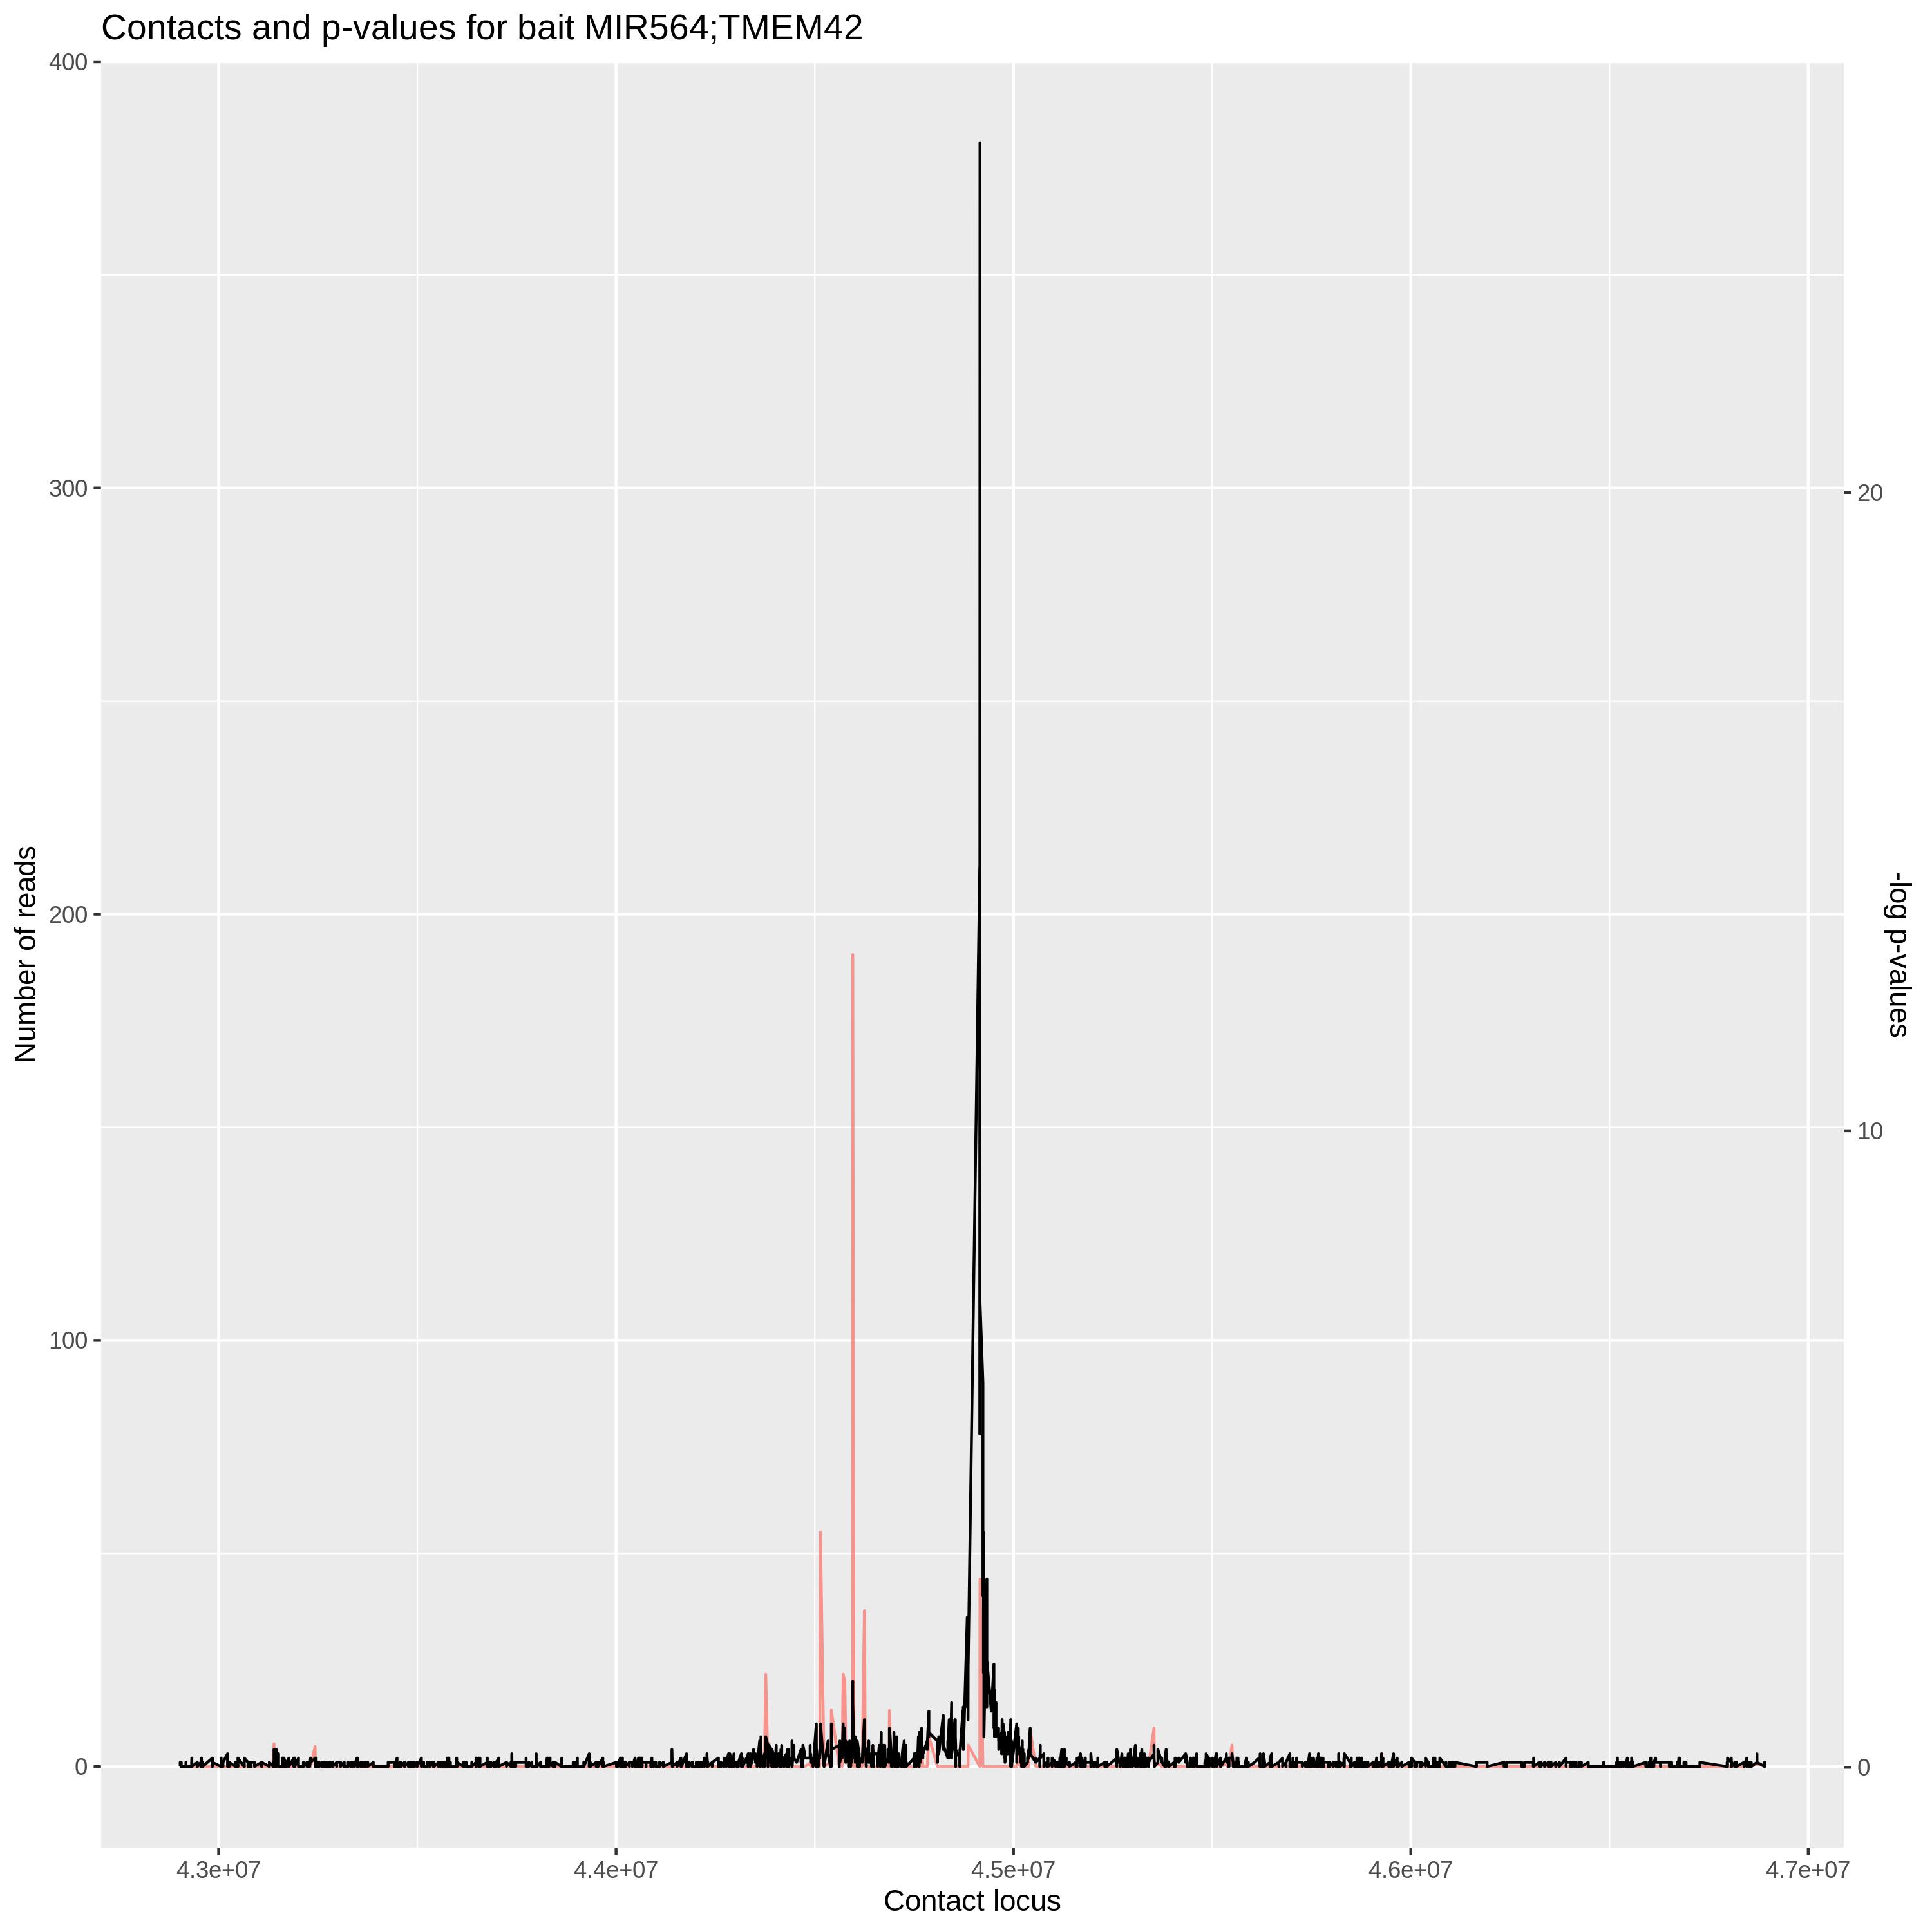 Contacts and p-values for bait MIR564;TMEM42
400
300
200
100
0
Number of reads
20
10
0
-log p-values
4.3e+07
4.4e+07
4.5e+07
4.6e+07
4.7e+07
Contact locus